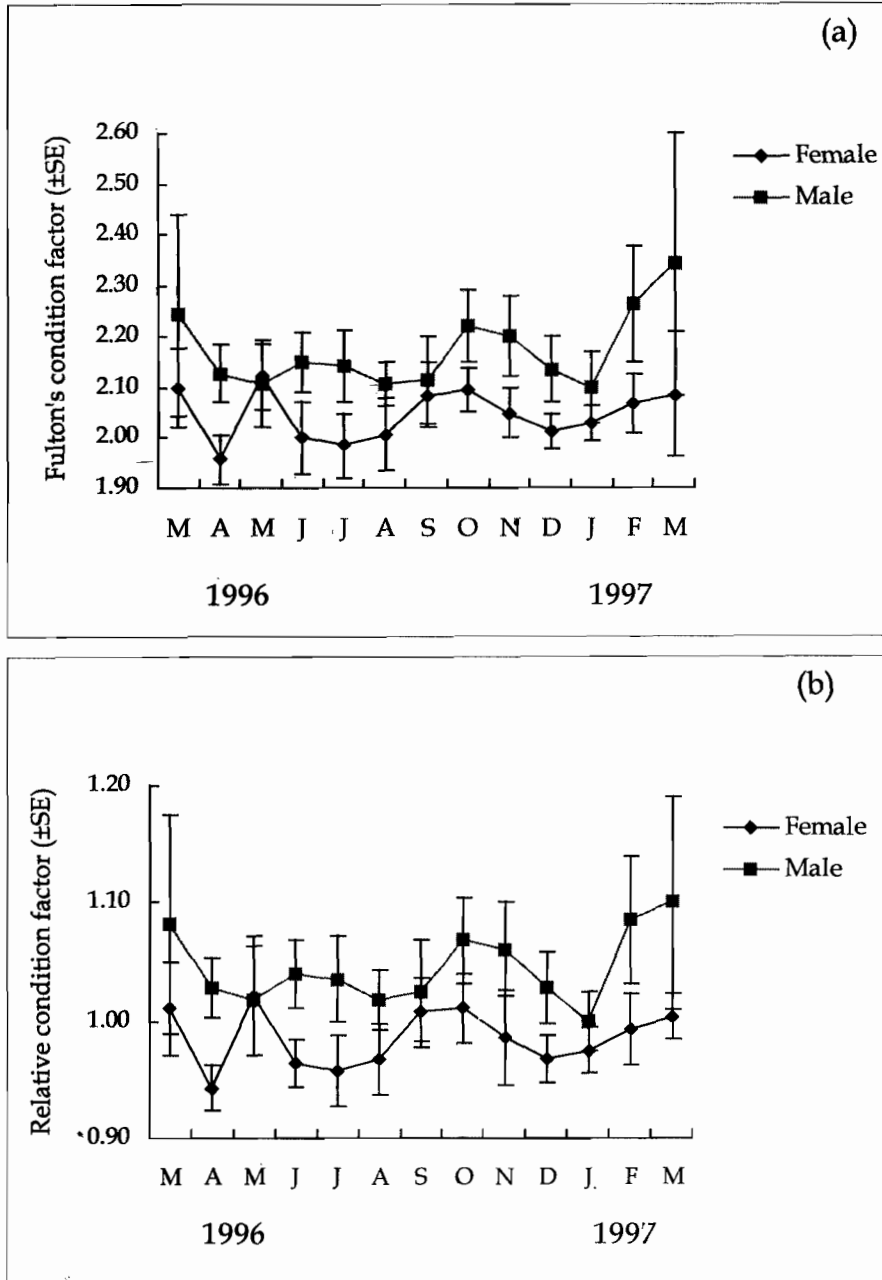 (a)
Fulton's condition factor (±SE)
2.60
2.50
2.40
2.30
2.20
2.10
2.00
1.90
Female
Male
M A M J J A S O N D J F M
1996 1997
(b)
Relative condition factor (±SE)
1.20
1.10
1.00
0.90
Female
Male
M A M J J A S O N D J F M
1996 1997